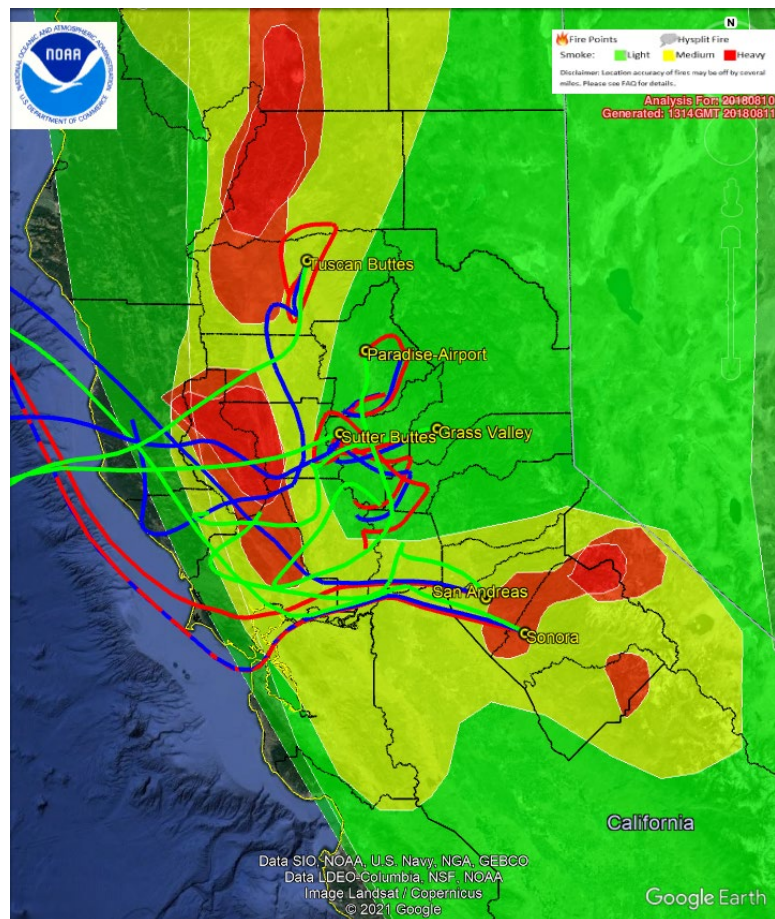 NATIONAL OCEANIC AND ATMOSPHERIC ADMINISTRATION
NOAA
U.S. DEPARTMENT OF COMMERCE
N
Fire Points Hysplit Fire
Smoke: Light Medium Heavy
Disclaimer: Location accuracy of fires may be off by several
miles. Please see FAQ for details.
Analysis For: 20180810
Generated: 1314GMT 20180811
Tuscan Buttes
Paradise-Airport
Sutter Buttes
Grass Valley
San Andreas
Sonora
California
Data SIO, NOAA, U.S. Navy, NGA, GEBCO
Data LDEO-Columbia, NSF, NOAA
Image Landsat / Copernicus
© 2021 Google
Google Earth